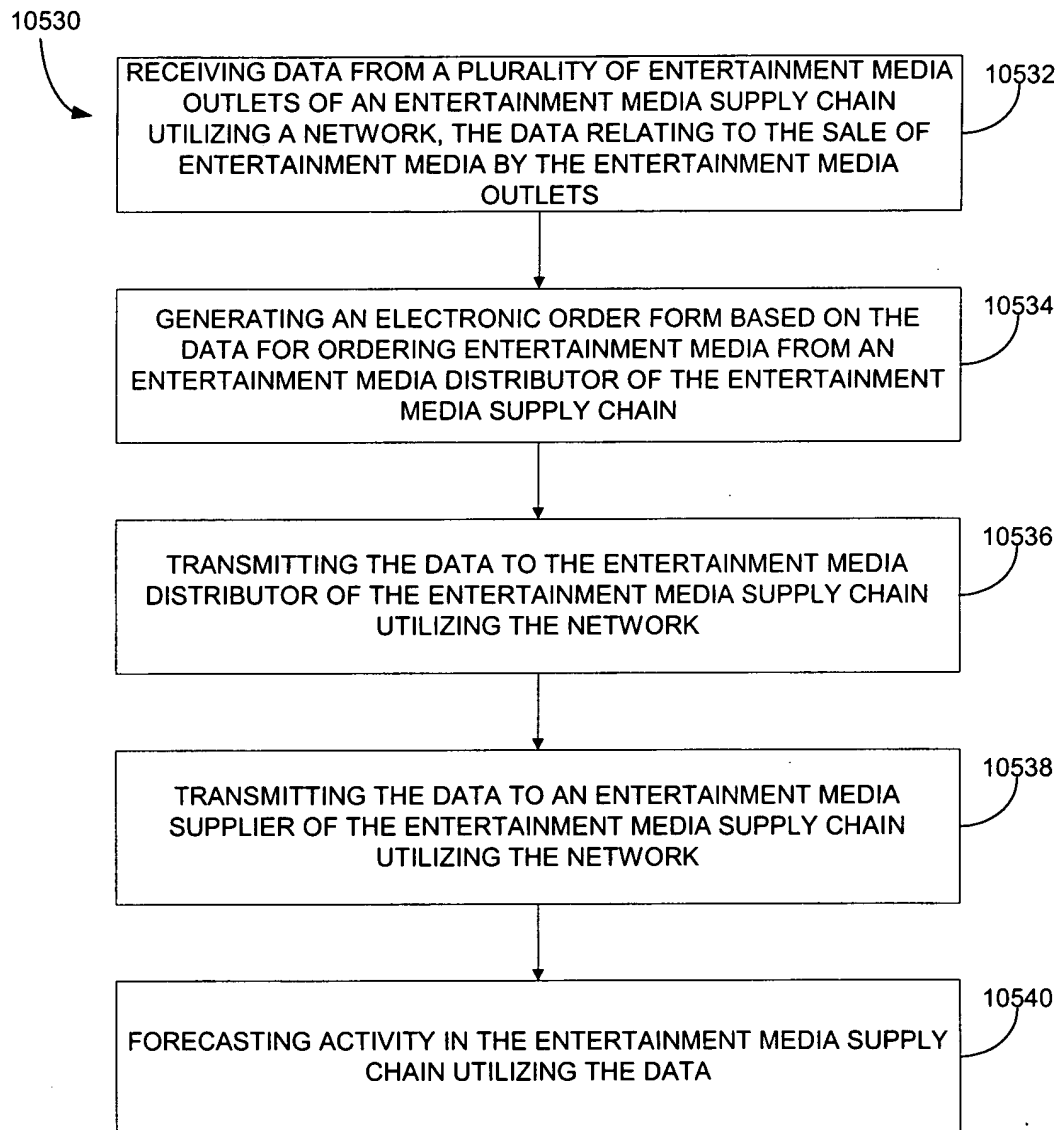 10530
RECEIVING DATA FROM A PLURALITY OF ENTERTAINMENT MEDIA
OUTLETS OF AN ENTERTAINMENT MEDIA SUPPLY CHAIN
UTILIZING A NETWORK, THE DATA RELATING TO THE SALE OF
ENTERTAINMENT MEDIA BY THE ENTERTAINMENT MEDIA
OUTLETS
10532
GENERATING AN ELECTRONIC ORDER FORM BASED ON THE
DATA FOR ORDERING ENTERTAINMENT MEDIA FROM AN
ENTERTAINMENT MEDIA DISTRIBUTOR OF THE ENTERTAINMENT
MEDIA SUPPLY CHAIN
10534
TRANSMITTING THE DATA TO THE ENTERTAINMENT MEDIA
DISTRIBUTOR OF THE ENTERTAINMENT MEDIA SUPPLY CHAIN
UTILIZING THE NETWORK
10536
TRANSMITTING THE DATA TO AN ENTERTAINMENT MEDIA
SUPPLIER OF THE ENTERTAINMENT MEDIA SUPPLY CHAIN
UTILIZING THE NETWORK
10538
FORECASTING ACTIVITY IN THE ENTERTAINMENT MEDIA SUPPLY
CHAIN UTILIZING THE DATA
10540